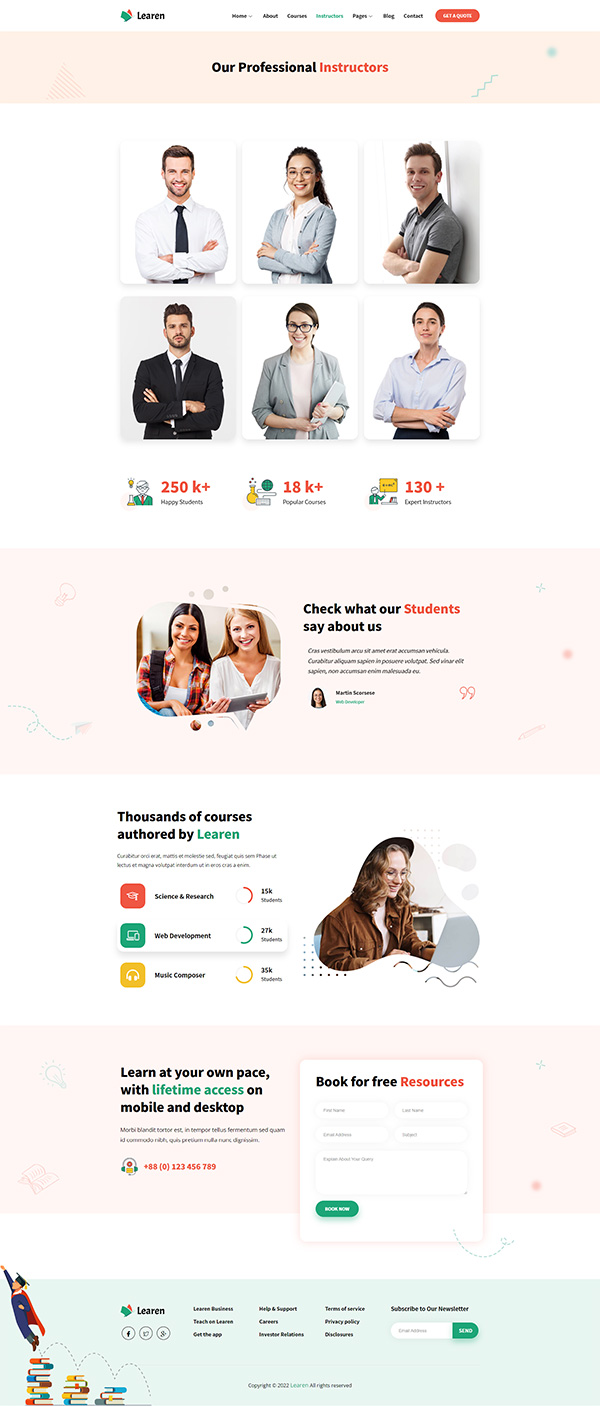 Learen
Home
About
Courses
Instructors
Pages
Blog
Contact
GET A QUOTE
Our Professional Instructors
250 k+
Happy Students
18 k+
Popular Courses
130 +
Expert Instructors
Check what our Students
say about us
Cras vestibulum arcu sit amet erat accumsan vehicula.
Curabitur aliquam sapien in posuere volutpat. Sed vinar elit
sapien, non accumsan enim malesuada eu.
Martin Scorsese
Web Developer
Thousands of courses
authored by Learen
Curabitur orci erat, mattis et molestie sed, feugiat quis sem Phase ut
lectus et magna volutpat interdum ut in eros cras a enim.
Science & Research
15k
Students
Web Development
27k
Students
Music Composer
35k
Students
Learn at your own pace,
with lifetime access on
mobile and desktop
Morbi blandit tortor est, in tempor tellus fermentum sed quam
id commodo nibh, quis pretium nulla nunc dignissim.
+88 (0) 123 456 789
Book for free Resources
First Name
Last Name
Email Address
Subject
Explain About Your Query
BOOK NOW
Learen
Learen Business
Teach on Learen
Get the app
Help & Support
Careers
Investor Relations
Terms of service
Privacy policy
Disclosures
Subscribe to Our Newsletter
Email Address
SEND
Copyright © 2022 Learen All rights reserved